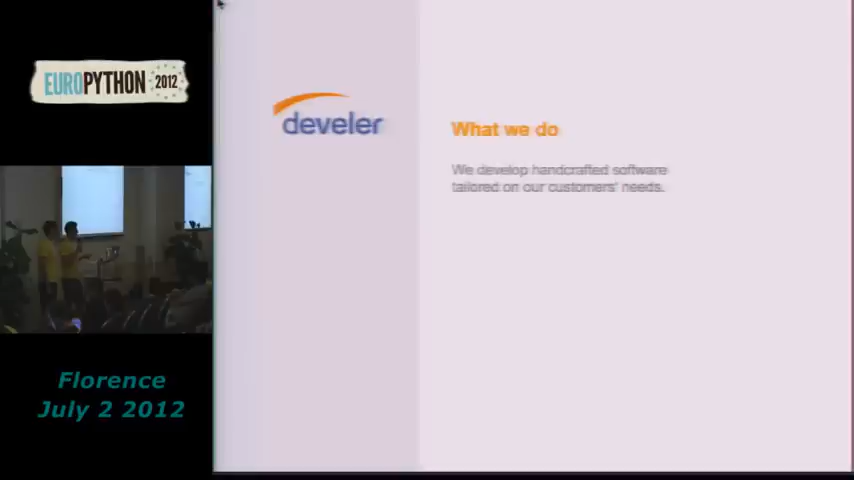 EUROPYTHON 2012
develer
What we do
We develop handcrafted software
tailored on our customers' needs.
Florence
July 2 2012